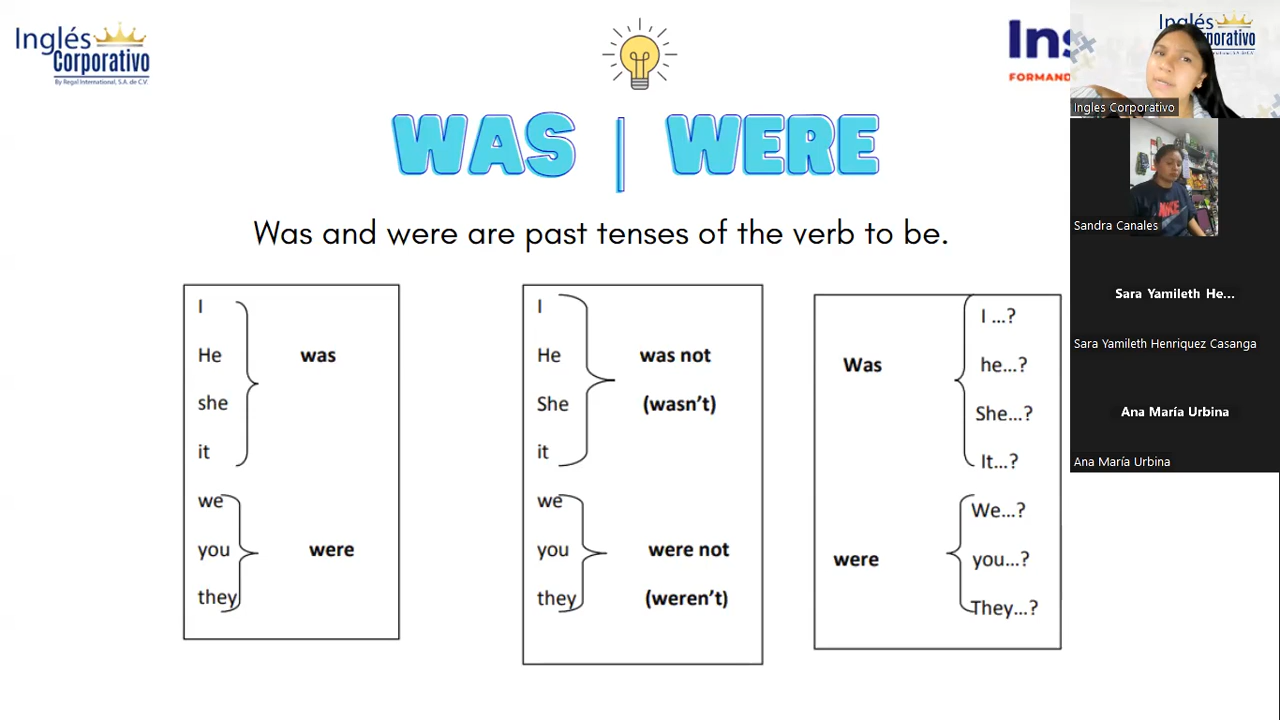 Inglés
Corporativo
By Regal International, S.A. de C.V.
Ins
FORMAND
WAS | WERE
Was and were are past tenses of the verb to be.
I
He
she
it
was
we
you
they
were
I
He
She
it
was not
(wasn't)
we
you
they
were not
(weren't)
Was
I ...?
he...?
She...?
It...?
were
We...?
you...?
They...?
Inglés
Corporativo
Ingles Corporativo
NIKE
Sandra Canales
Sara Yamileth He...
Sara Yamileth Henriquez Casanga
Ana María Urbina
Ana María Urbina